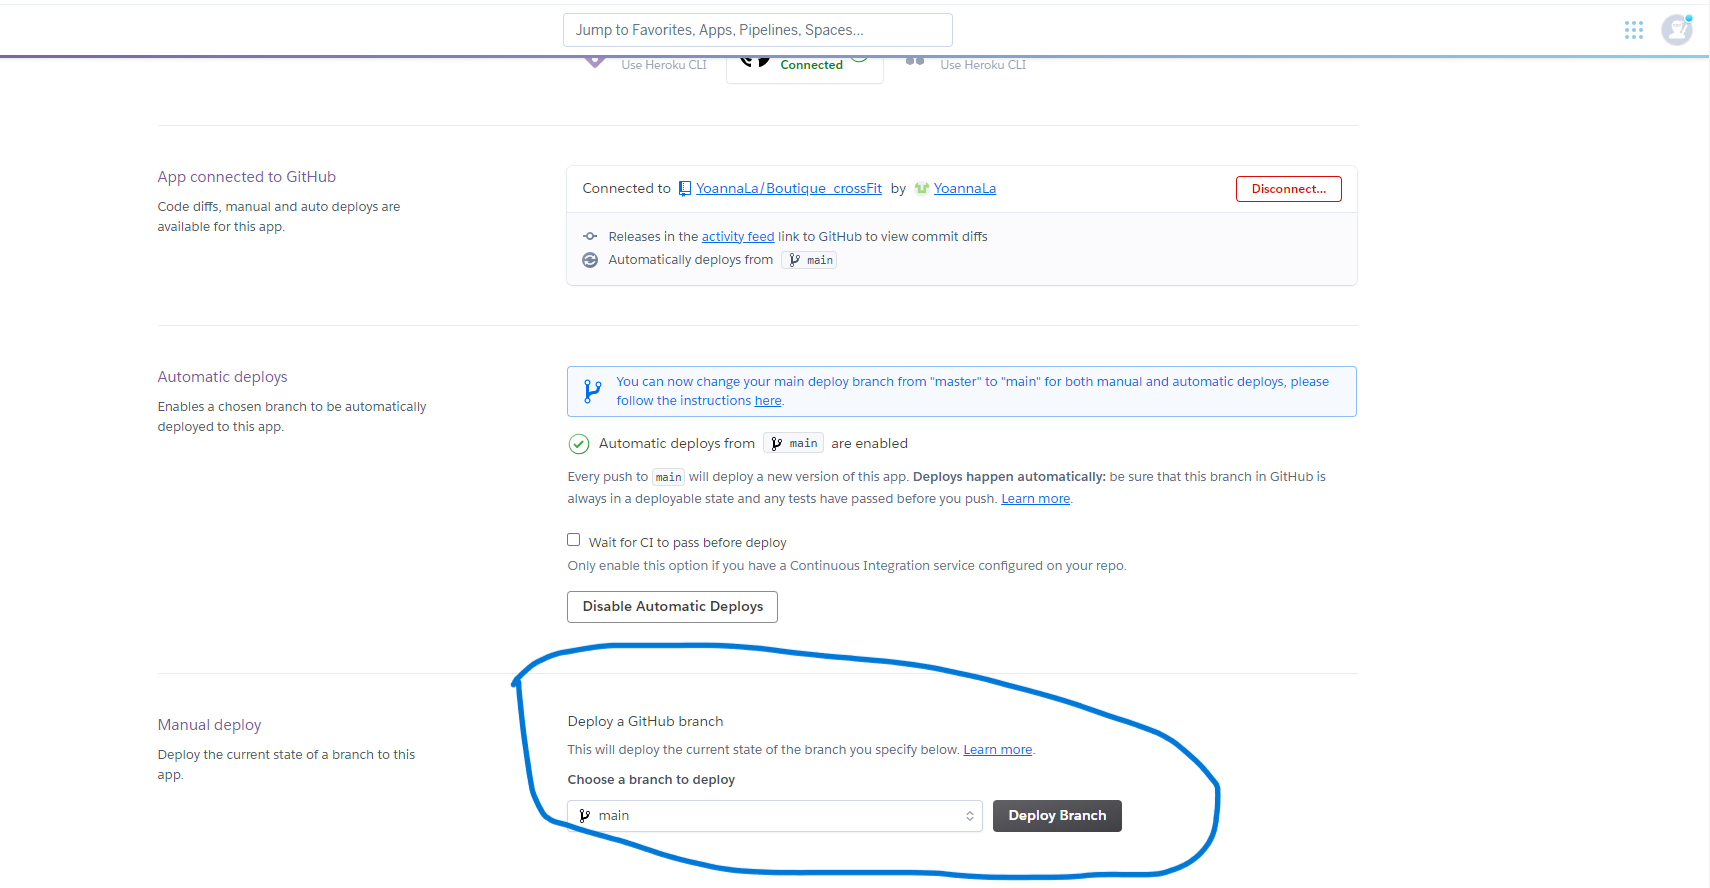 Jump to Favorites, Apps, Pipelines, Spaces...
Use Heroku CLI
Connected
Use Heroku CLI
App connected to GitHub
Code diffs, manual and auto deploys are
available for this app.
Connected to YoannaLa/Boutique_crossFit by YoannaLa
Disconnect...
Releases in the activity feed link to GitHub to view commit diffs
Automatically deploys from main
Automatic deploys
Enables a chosen branch to be automatically
deployed to this app.
You can now change your main deploy branch from "master" to "main" for both manual and automatic deploys, please
follow the instructions here.
Automatic deploys from main are enabled
Every push to main will deploy a new version of this app. Deploys happen automatically: be sure that this branch in GitHub is
always in a deployable state and any tests have passed before you push. Learn more.
Wait for CI to pass before deploy
Only enable this option if you have a Continuous Integration service configured on your repo.
Disable Automatic Deploys
Manual deploy
Deploy the current state of a branch to this
app.
Deploy a GitHub branch
This will deploy the current state of the branch you specify below. Learn more.
Choose a branch to deploy
main
Deploy Branch